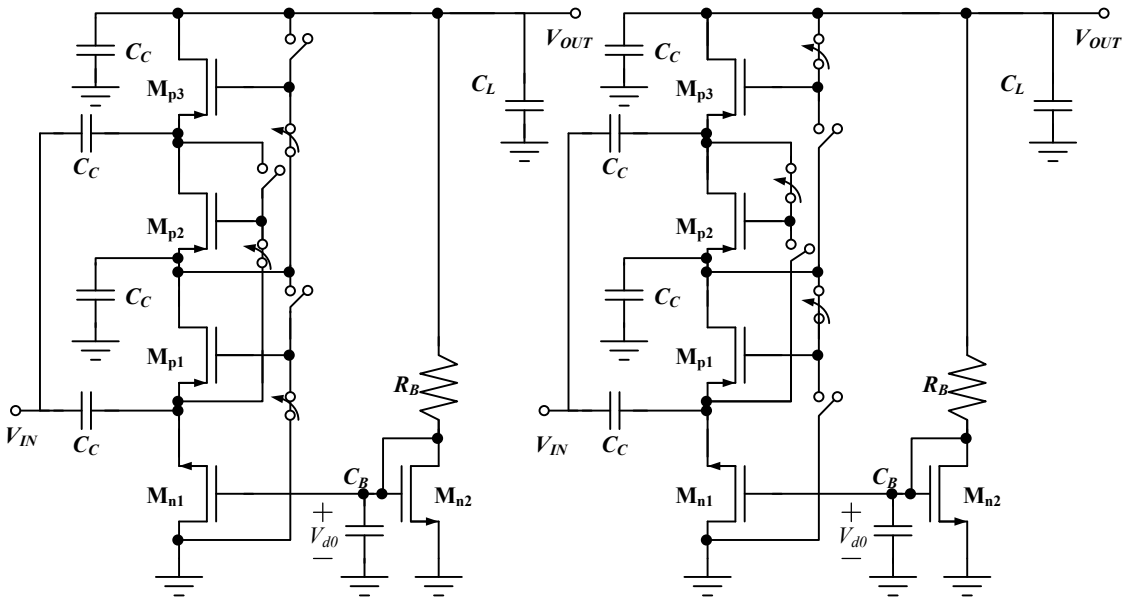 C_C
M_p3
V_OUT
C_L
C_C
M_p2
C_C
M_p1
R_B
V_IN
C_C
C_B
M_n1
M_n2
+
V_d0
−
C_C
M_p3
V_OUT
C_L
C_C
M_p2
C_C
M_p1
R_B
V_IN
C_C
C_B
M_n1
M_n2
+
V_d0
−